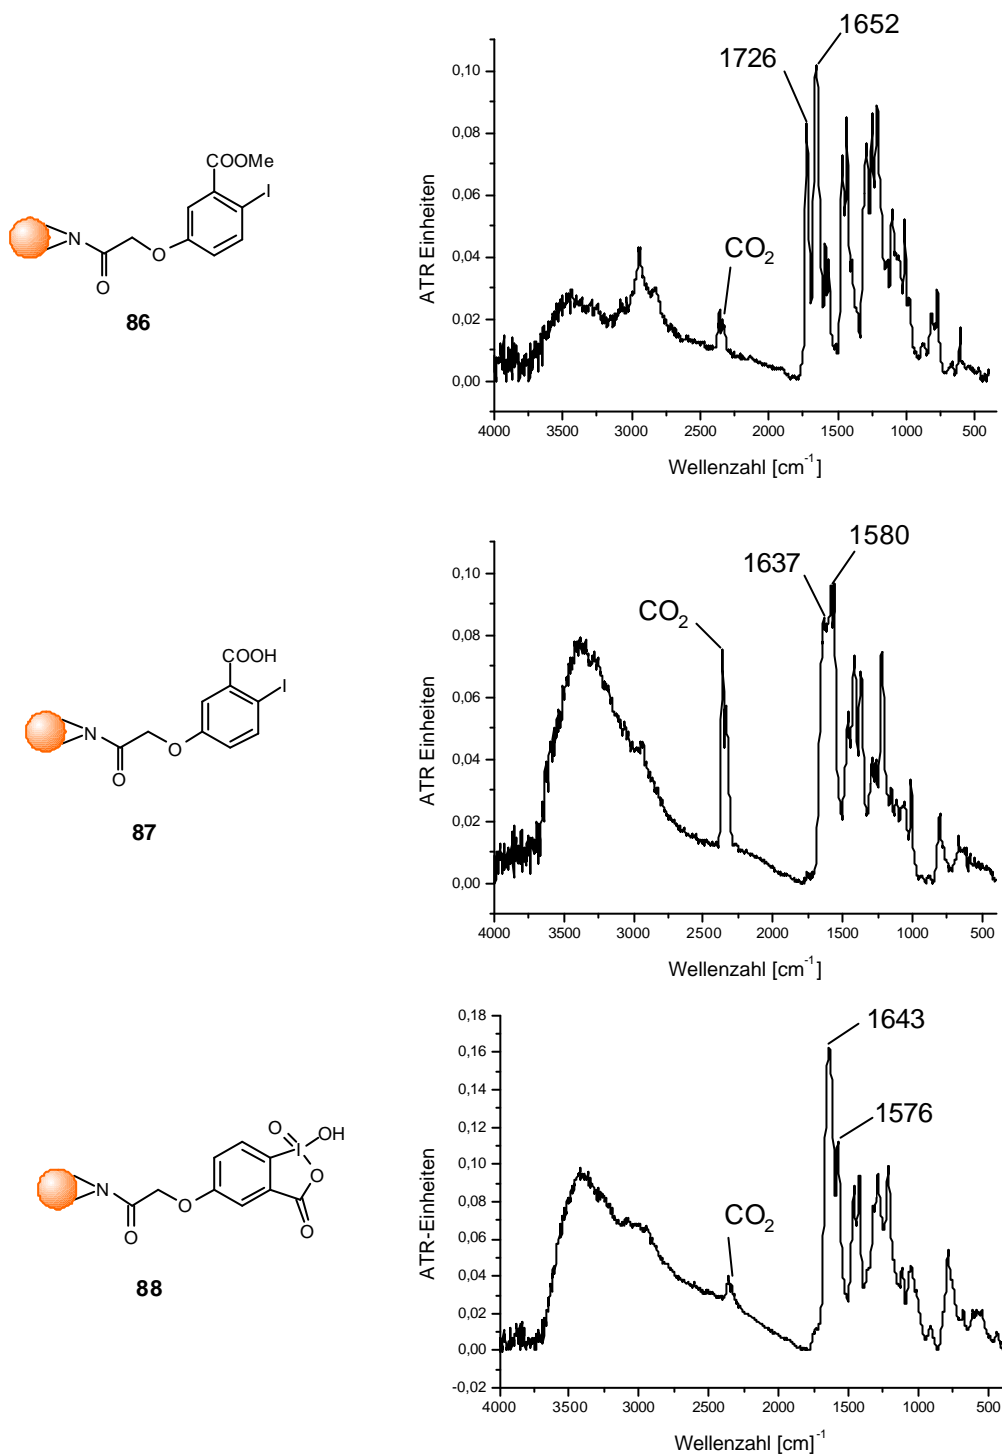 1652
1726
0,10
0,08
0,06
0,04
0,02
0,00
ATR Einheiten
CO2
4000 3500 3000 2500 2000 1500 1000 500
Wellenzahl [cm-1]
COOMe
I
N
O
O
86
1580
1637
0,10
0,08
0,06
0,04
0,02
0,00
ATR Einheiten
CO2
4000 3500 3000 2500 2000 1500 1000 500
Wellenzahl [cm-1]
COOH
I
N
O
O
87
1643
1576
0,18
0,16
0,14
0,12
0,10
0,08
0,06
0,04
0,02
0,00
-0,02
ATR-Einheiten
CO2
4000 3500 3000 2500 2000 1500 1000 500
Wellenzahl [cm]-1
O
OH
I
O
O
N
O
O
88